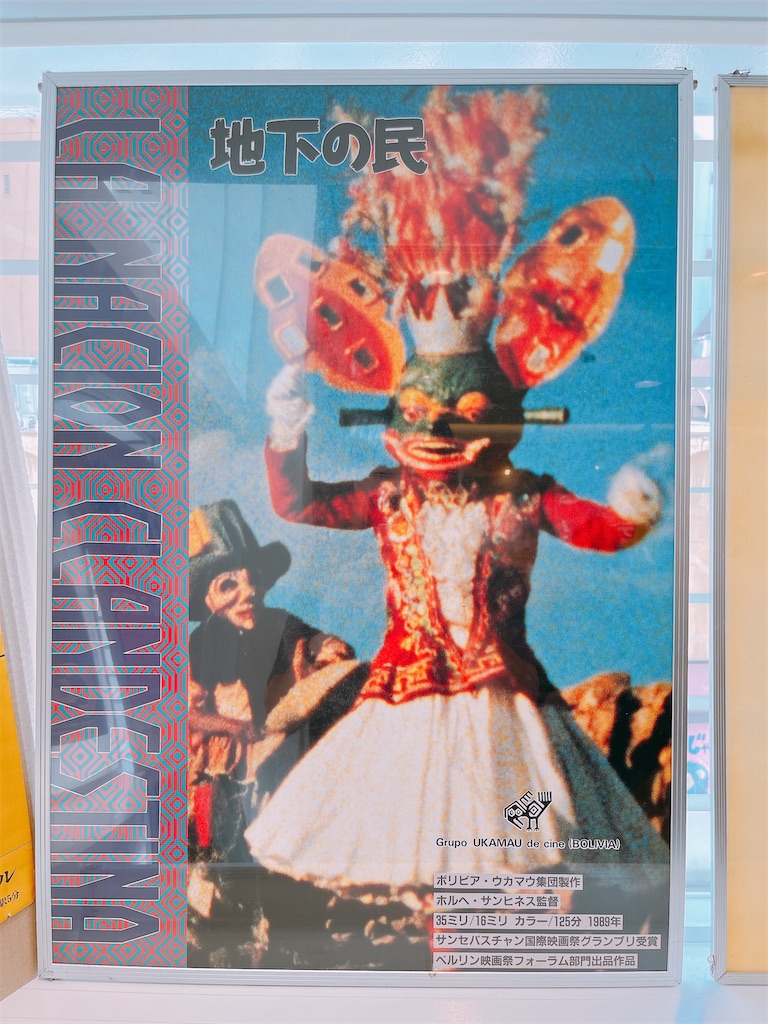 地下の民
LA NACION CLANDESTINA
Grupo UKAMAU de cine (BOLIVIA)
ボリビア・ウカマウ集団製作
ホルヘ・サンヒネス監督
35ミリ/16ミリ カラー/125分 1989年
サンセバスチャン国際映画祭グランプリ受賞
ベルリン映画祭フォーラム部門出品作品